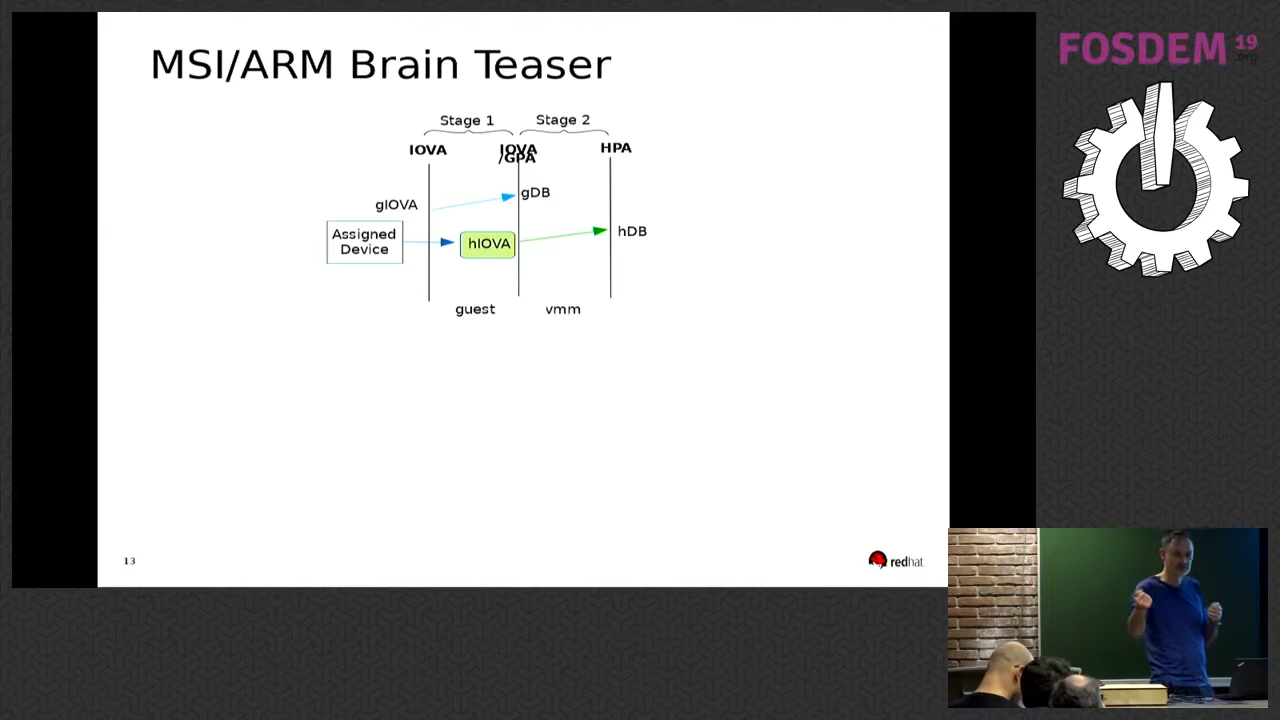 MSI/ARM Brain Teaser
Stage 1
Stage 2
IOVA
IOVA
/GPA
HPA
gIOVA
gDB
Assigned
Device
hIOVA
hDB
guest
vmm
13
redhat.
FOSDEM 19
.org